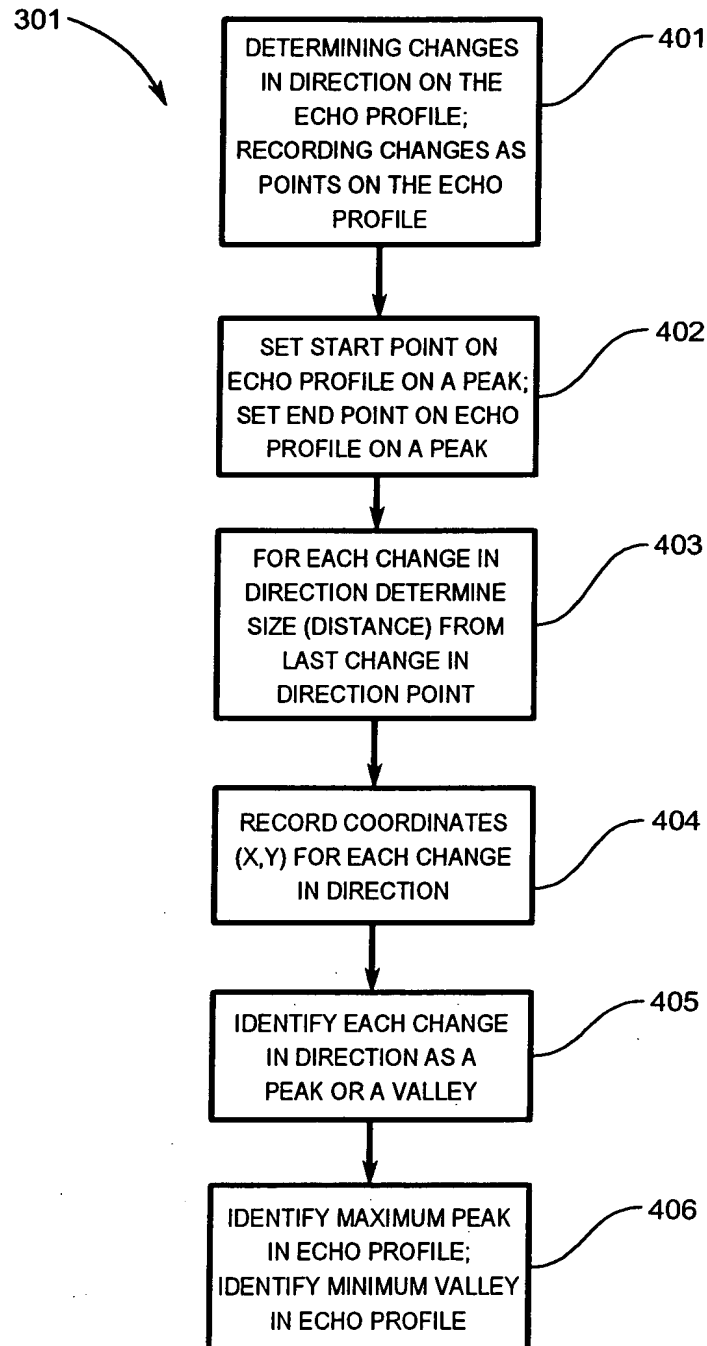 301
401
DETERMINING CHANGES
IN DIRECTION ON THE
ECHO PROFILE;
RECORDING CHANGES AS
POINTS ON THE ECHO
PROFILE
402
SET START POINT ON
ECHO PROFILE ON A PEAK;
SET END POINT ON ECHO
PROFILE ON A PEAK
403
FOR EACH CHANGE IN
DIRECTION DETERMINE
SIZE (DISTANCE) FROM
LAST CHANGE IN
DIRECTION POINT
404
RECORD COORDINATES
(X,Y) FOR EACH CHANGE
IN DIRECTION
405
IDENTIFY EACH CHANGE
IN DIRECTION AS A
PEAK OR A VALLEY
406
IDENTIFY MAXIMUM PEAK
IN ECHO PROFILE;
IDENTIFY MINIMUM VALLEY
IN ECHO PROFILE